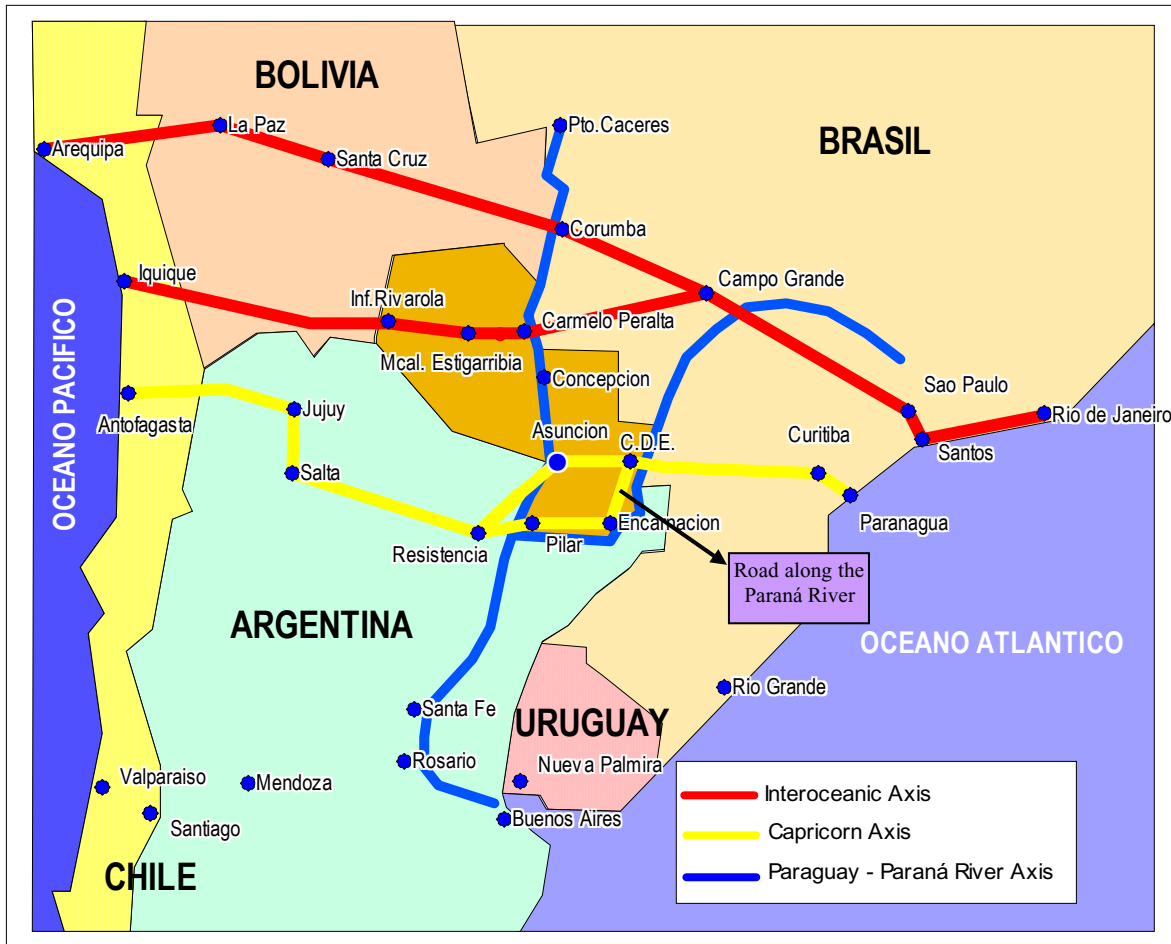 BOLIVIA
La Paz
Pto.Caceres
BRASIL
Arequipa
Santa Cruz
Corumba
Iquique
Campo Grande
Inf.Rivarola
Carmelo Peralta
Mcal. Estigarribia
OCEANO PACIFICO
Concepcion
Antofagasta
Jujuy
Sao Paulo
Rio de Janeiro
Asuncion
C.D.E.
Curitiba
Santos
Salta
Paranagua
Encarnacion
Resistencia
Pilar
Road along the
Paraná River
ARGENTINA
OCEANO ATLANTICO
Rio Grande
Santa Fe
URUGUAY
Rosario
Nueva Palmira
Valparaiso
Mendoza
Santiago
Buenos Aires
CHILE
Interoceanic Axis
Capricorn Axis
Paraguay - Paraná River Axis